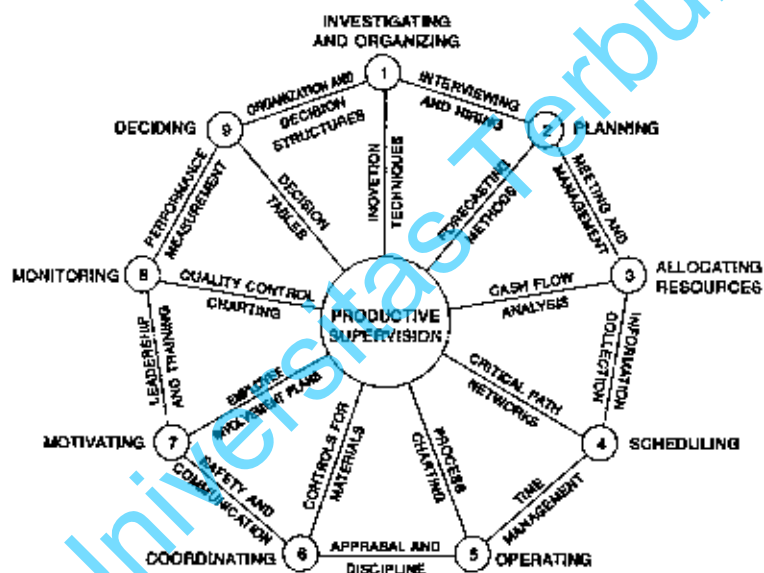 INVESTIGATING
AND ORGANIZING
1
ORGANIZATION AND
DECISION
STRUCTURES
INTERVIEWING
AND HIRING
DECIDING
9
2
PLANNING
INOVETION
TECHNIQUES
DECISION
TABLES
FORECASTING
METHODS
PERFORMANCE
MEASUREMENT
MEETING AND
MANAGEMENT
MONITORING
8
QUALITY CONTROL
CHARTING
CASH FLOW
ANALYSIS
3
ALLOCATING
RESOURCES
PRODUCTIVE
SUPERVISION
LEADERSHIP
AND TRAINING
INFORMATION
COLLECTION
EMPLOYEE
INVOLVEMENT PLANS
CRITICAL PATH
NETWORKS
MOTIVATING
7
4
SCHEDULING
SAFETY AND
COMMUNICATION
CONTROLS FOR
MATERIALS
PROCESS
CHARTING
TIME
MANAGEMENT
COORDINATING
6
APPRABAL AND
DISCIPLINE
5
OPERATING
Universitas Terbu